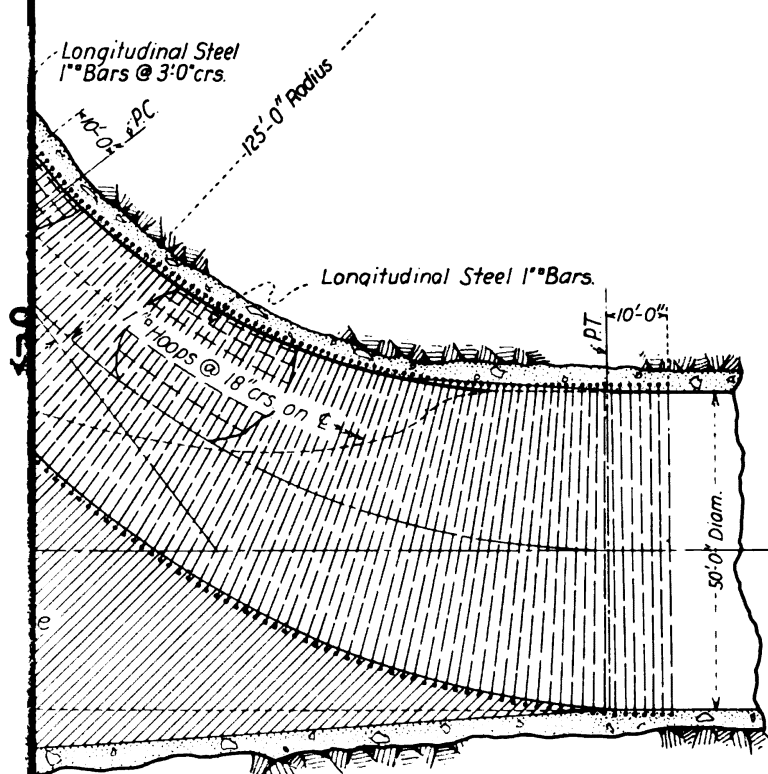 Longitudinal Steel
1"⌀Bars @ 3'0"crs.
10'-0"
P.C.
125'-0" Radius
Longitudinal Steel 1"⌀Bars.
P.T.
10'-0"
Hoops @ 18"crs. on ℄
50'-0" Diam.